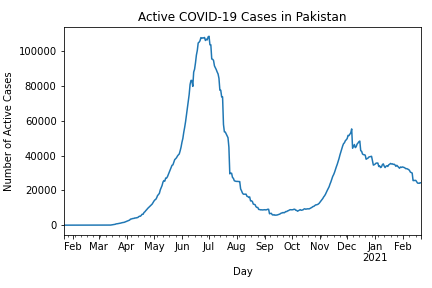 Active COVID-19 Cases in Pakistan
Number of Active Cases
100000
80000
60000
40000
20000
0
Feb Mar Apr May Jun Jul Aug Sep Oct Nov Dec Jan Feb
2021
Day